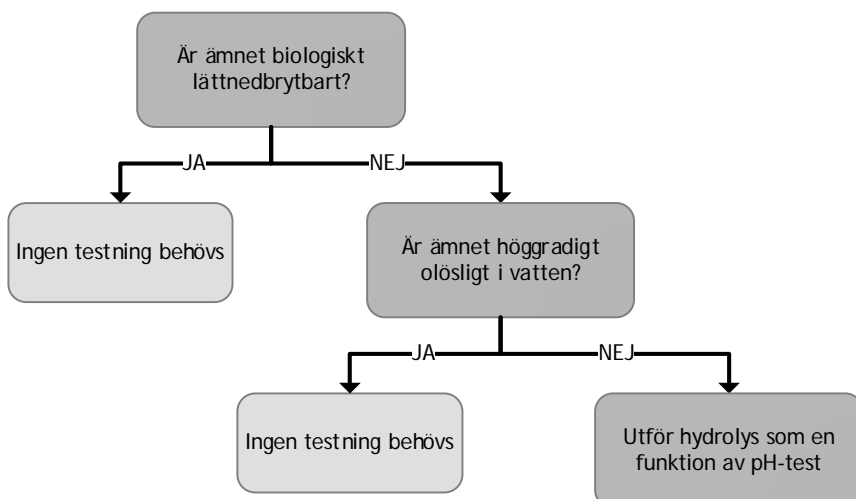 Är ämnet biologiskt
lättnedbrytbart?
JA
NEJ
Ingen testning behövs
Är ämnet höggradigt
olösligt i vatten?
JA
NEJ
Ingen testning behövs
Utför hydrolys som en
funktion av pH-test